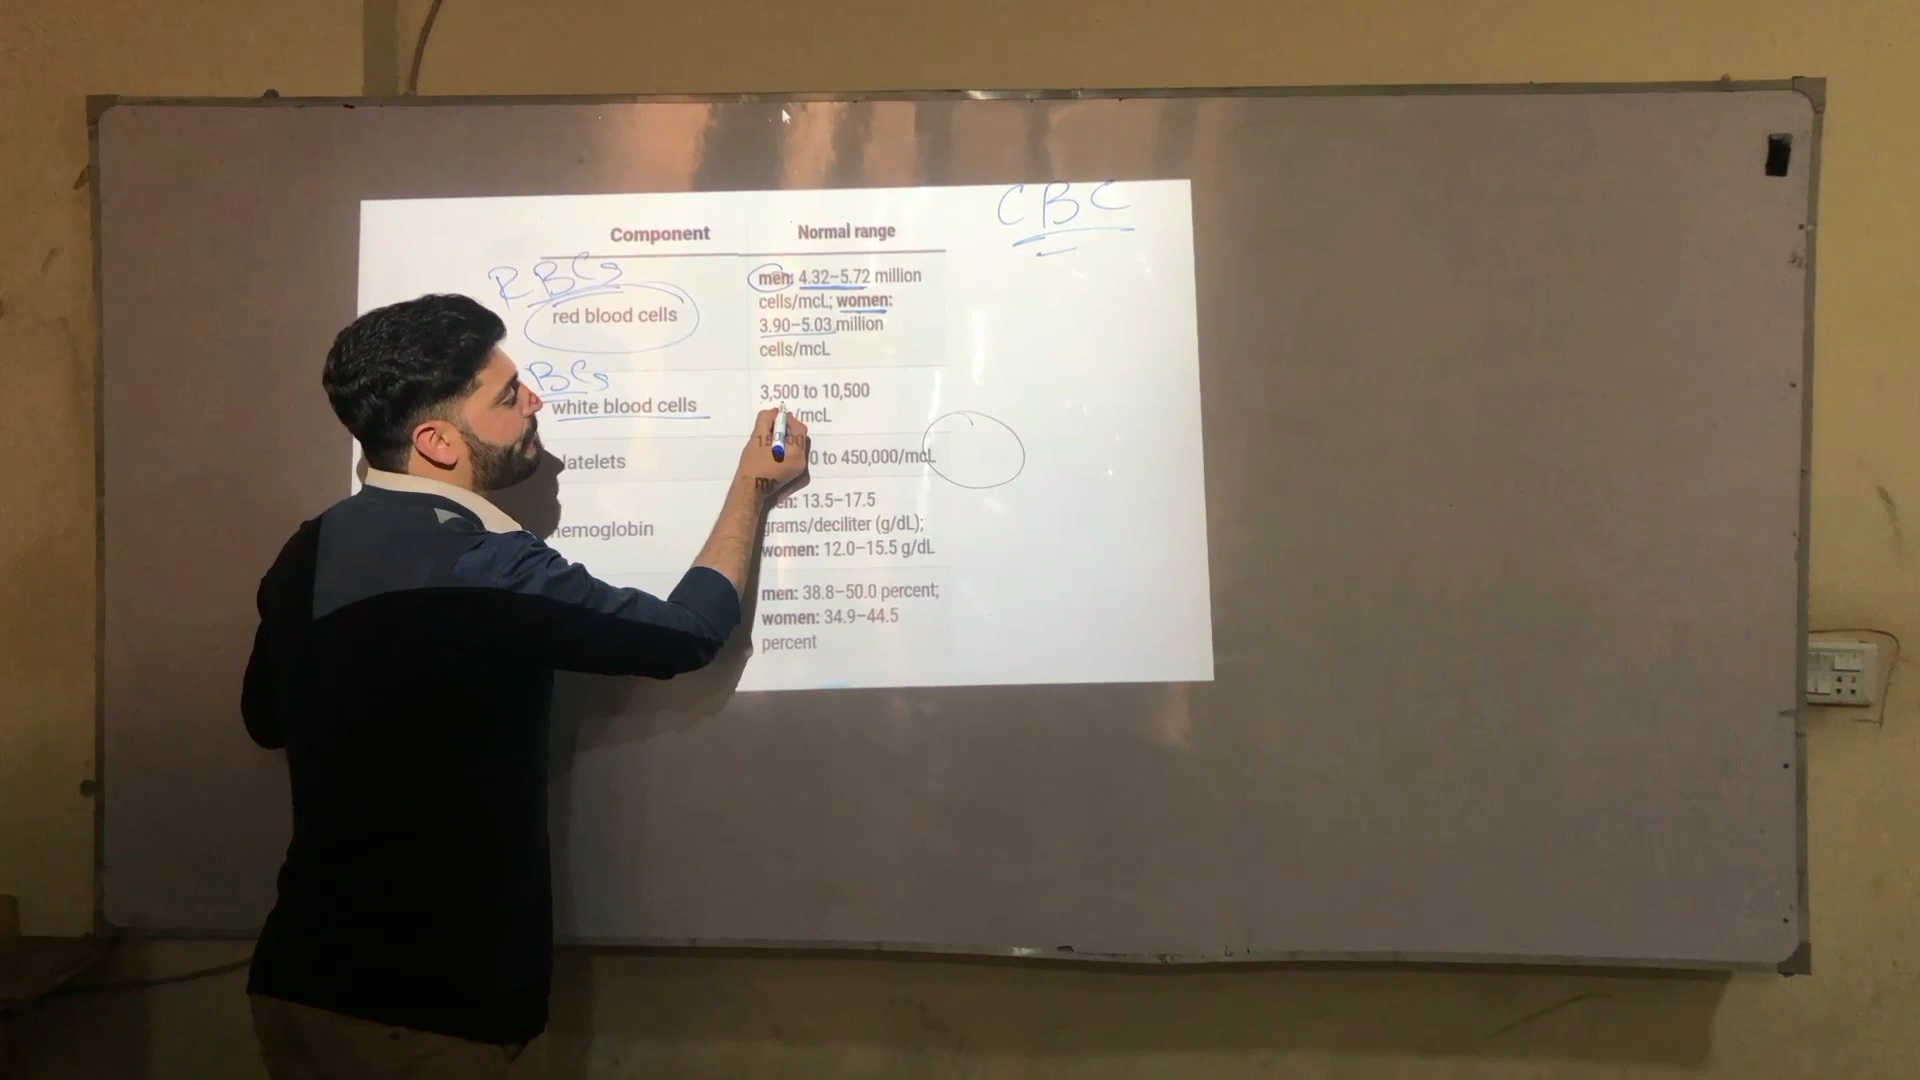 CBC
Component Normal range
RBCs
red blood cells
men: 4.32–5.72 million
cells/mcL; women:
3.90–5.03 million
cells/mcL
BCs
white blood cells
3,500 to 10,500
/mcL
latelets
0 to 450,000/mcL
hemoglobin
men: 13.5–17.5
grams/deciliter (g/dL);
women: 12.0–15.5 g/dL
men: 38.8–50.0 percent;
women: 34.9–44.5
percent